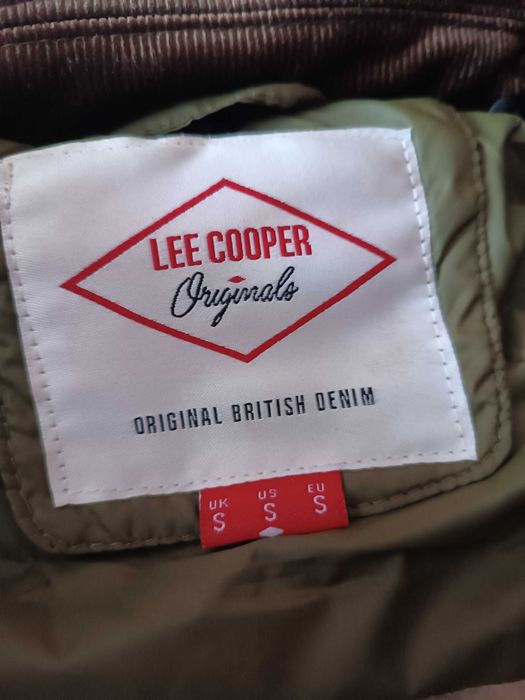 LEE COOPER
Originals
ORIGINAL BRITISH DENIM
UK US EU
S S S